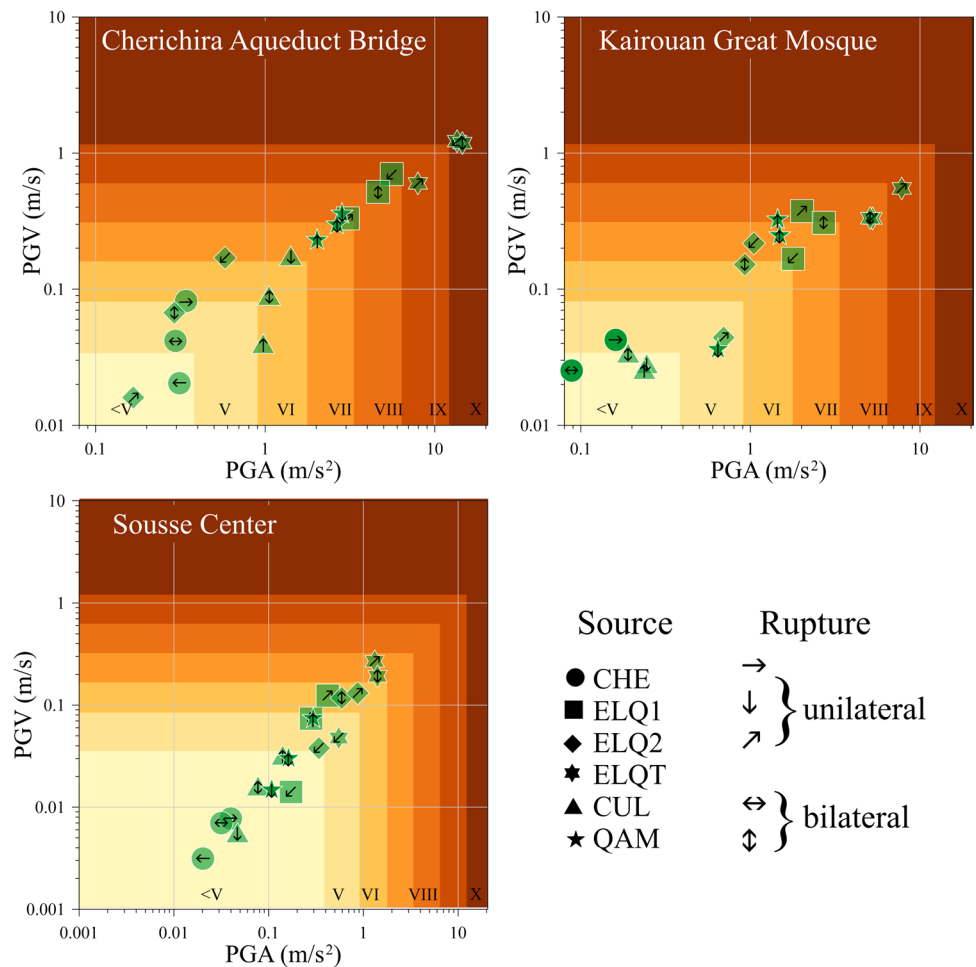 Cherichira Aqueduct Bridge
10
1
0.1
0.01
PGV (m/s)
<V V VI VII VIII IX X
0.1 1 10
PGA (m/s²)
Kairouan Great Mosque
10
1
0.1
0.01
PGV (m/s)
<V V VI VII VIII IX X
0.1 1 10
PGA (m/s²)
Sousse Center
10
1
0.1
0.01
0.001
PGV (m/s)
<V V VI VIII X
0.001 0.01 0.1 1 10
PGA (m/s²)
Source Rupture
CHE
ELQ1
unilateral
ELQ2
ELQT
CUL
bilateral
QAM